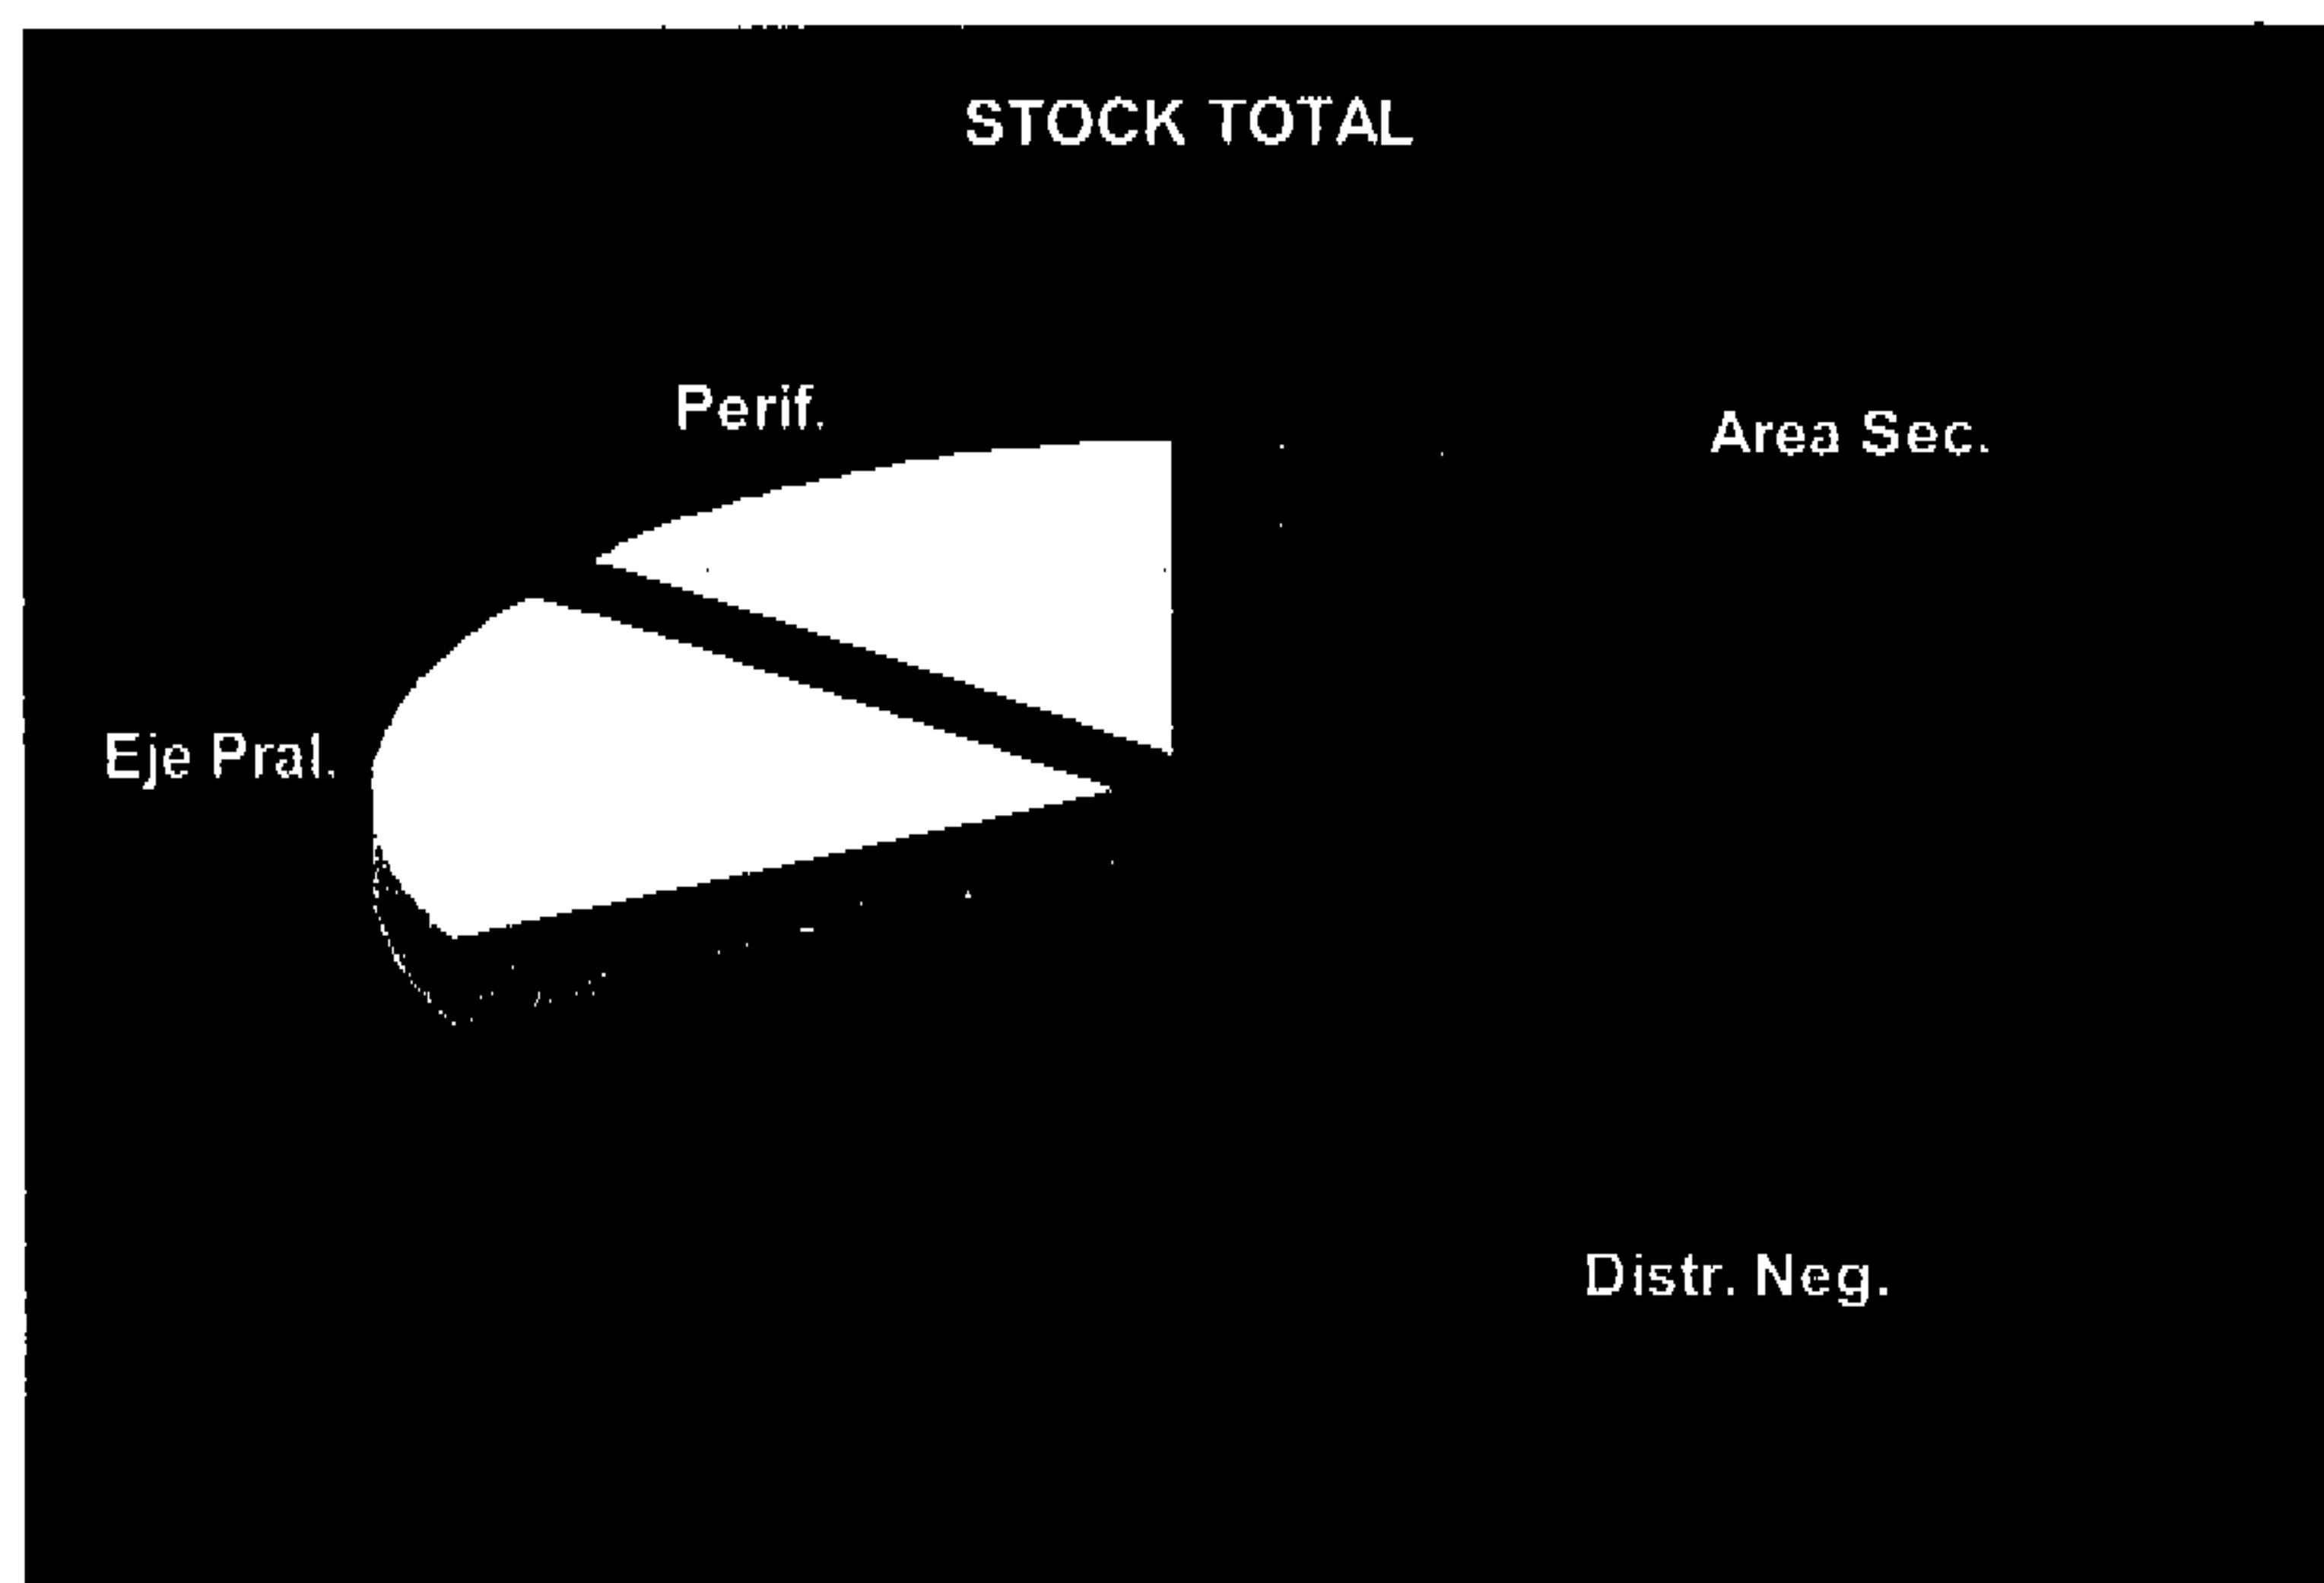 STOCK TOTAL
Perif.
Area Sec.
Eje Pral.
Distr. Neg.